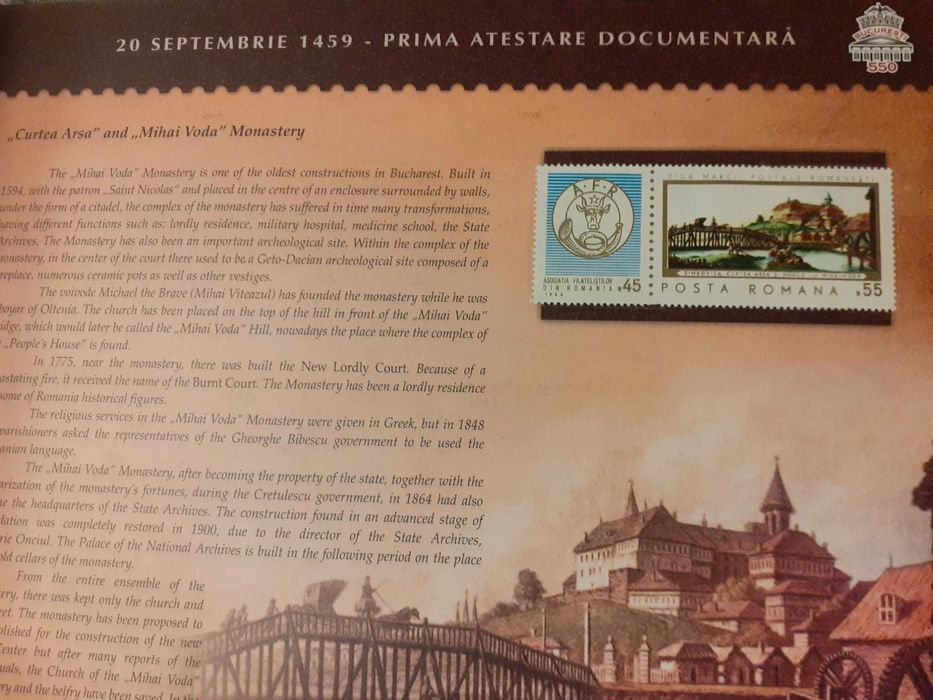 20 SEPTEMBRIE 1459 - PRIMA ATESTARE DOCUMENTARĂ
BUCUREŞTI
550
„Curtea Arsa" and „Mihai Voda" Monastery
The „Mihai Voda" Monastery is one of the oldest constructions in Bucharest. Built in
1594, with the patron „Saint Nicolas" and placed in the centre of an enclosure surrounded by walls,
under the form of a citadel, the complex of the monastery has suffered in time many transformations,
having different functions such as: lordly residence, military hospital, medicine school, the State
Archives. The Monastery has also been an important archeological site. Within the complex of the
monastery, in the center of the court there used to be a Geto-Dacian archeological site composed of a
replace, numerous ceramic pots as well as other vestiges.
The voivode Michael the Brave (Mihai Viteazul) has founded the monastery while he was
boyar of Oltenia. The church has been placed on the top of the hill in front of the „Mihai Voda"
idge, which would later be called the „Mihai Voda" Hill, nowadays the place where the complex of
„People's House" is found.
In 1775, near the monastery, there was built the New Lordly Court. Because of a
astating fire, it received the name of the Burnt Court. The Monastery has been a lordly residence
some of Romania historical figures.
The religious services in the „Mihai Voda" Monastery were given in Greek, but in 1848
parishioners asked the representatives of the Gheorghe Bibescu government to be used the
anian language.
The „Mihai Voda" Monastery, after becoming the property of the state, together with the
arization of the monastery's fortunes, during the Cretulescu government, in 1864 had also
e the headquarters of the State Archives. The construction found in an advanced stage of
dation was completely restored in 1900, due to the director of the State Archives,
rie Onciul. The Palace of the National Archives is built in the following period on the place
old cellars of the monastery.
From the entire ensemble of the
ery, there was kept only the church and
ret. The monastery has been proposed to
olished for the construction of the new
Center but after many reports of the
uals, the Church of the „Mihai Voda"
ry and the belfry have been saved. In the
A·F·R
ASOCIATIA FILATELISTILOR
DIN ROMANIA
1968
45
ZIUA MARCII POSTALE ROMANESTI
POSTA ROMANA
55